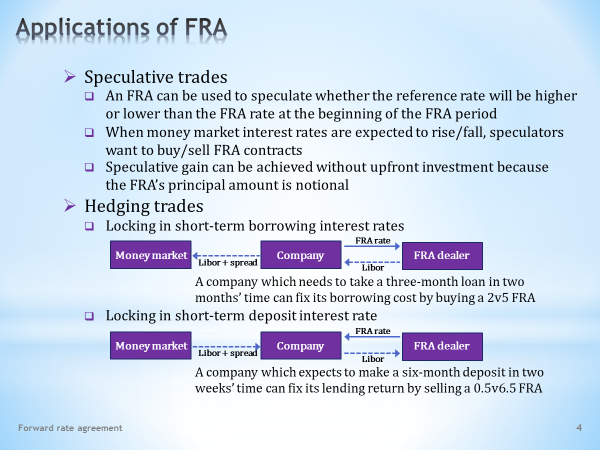 Applications of FRA
Speculative trades
An FRA can be used to speculate whether the reference rate will be higher
or lower than the FRA rate at the beginning of the FRA period
When money market interest rates are expected to rise/fall, speculators
want to buy/sell FRA contracts
Speculative gain can be achieved without upfront investment because
the FRA's principal amount is notional
Hedging trades
Locking in short-term borrowing interest rates
Money market
Libor + spread
Company
FRA rate
Libor
FRA dealer
A company which needs to take a three-month loan in two
months' time can fix its borrowing cost by buying a 2v5 FRA
Locking in short-term deposit interest rate
Money market
Libor + spread
Company
FRA rate
Libor
FRA dealer
A company which expects to make a six-month deposit in two
weeks' time can fix its lending return by selling a 0.5v6.5 FRA
Forward rate agreement
4